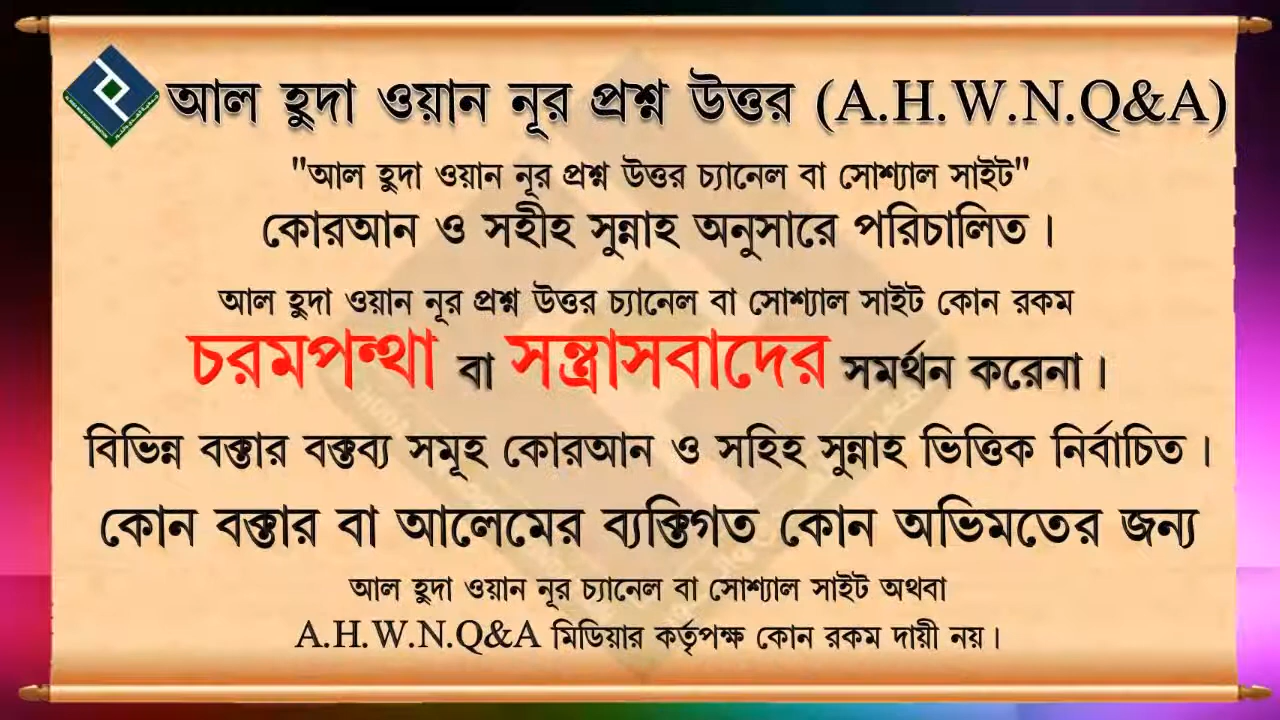 আল হুদা ওয়ান নূর প্রশ্ন উত্তর (A.H.W.N.Q&A)
"আল হুদা ওয়ান নূর প্রশ্ন উত্তর চ্যানেল বা সোশ্যাল সাইট"
কোরআন ও সহীহ সুন্নাহ অনুসারে পরিচালিত।
আল হুদা ওয়ান নূর প্রশ্ন উত্তর চ্যানেল বা সোশ্যাল সাইট কোন রকম
চরমপন্থা বা সন্ত্রাসবাদের সমর্থন করেনা।
বিভিন্ন বক্তার বক্তব্য সমূহ কোরআন ও সহিহ সুন্নাহ ভিত্তিক নির্বাচিত।
কোন বক্তার বা আলেমের ব্যক্তিগত কোন অভিমতের জন্য
আল হুদা ওয়ান নূর চ্যানেল বা সোশ্যাল সাইট অথবা
A.H.W.N.Q&A মিডিয়ার কর্তৃপক্ষ কোন রকম দায়ী নয়।